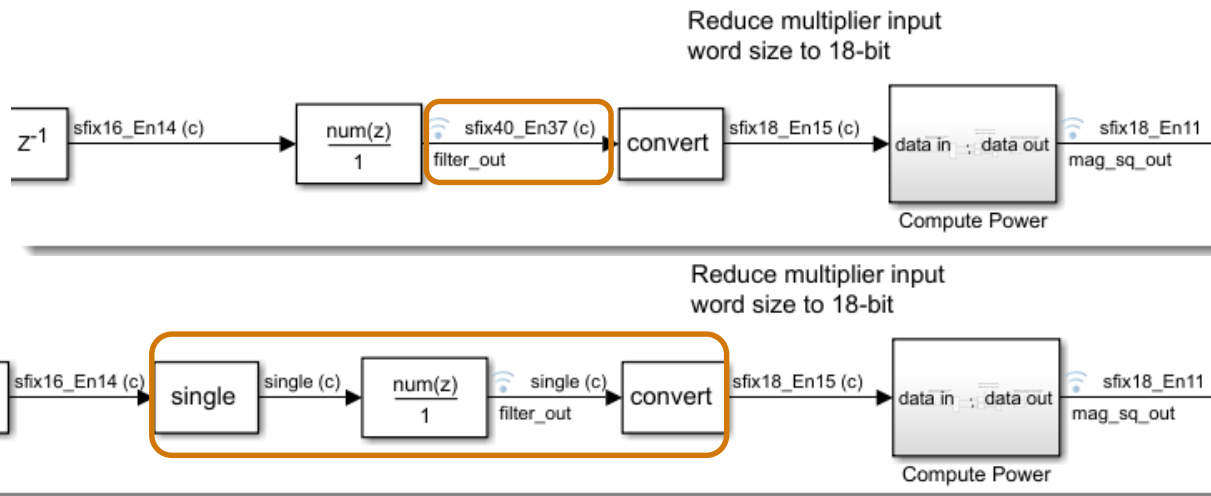 Reduce multiplier input
word size to 18-bit
z-1
sfix16_En14 (c)
num(z)
1
sfix40_En37 (c)
filter_out
convert
sfix18_En15 (c)
data in
data out
sfix18_En11
mag_sq_out
Compute Power
Reduce multiplier input
word size to 18-bit
sfix16_En14 (c)
single
single (c)
num(z)
1
single (c)
filter_out
convert
sfix18_En15 (c)
data in
data out
sfix18_En11
mag_sq_out
Compute Power